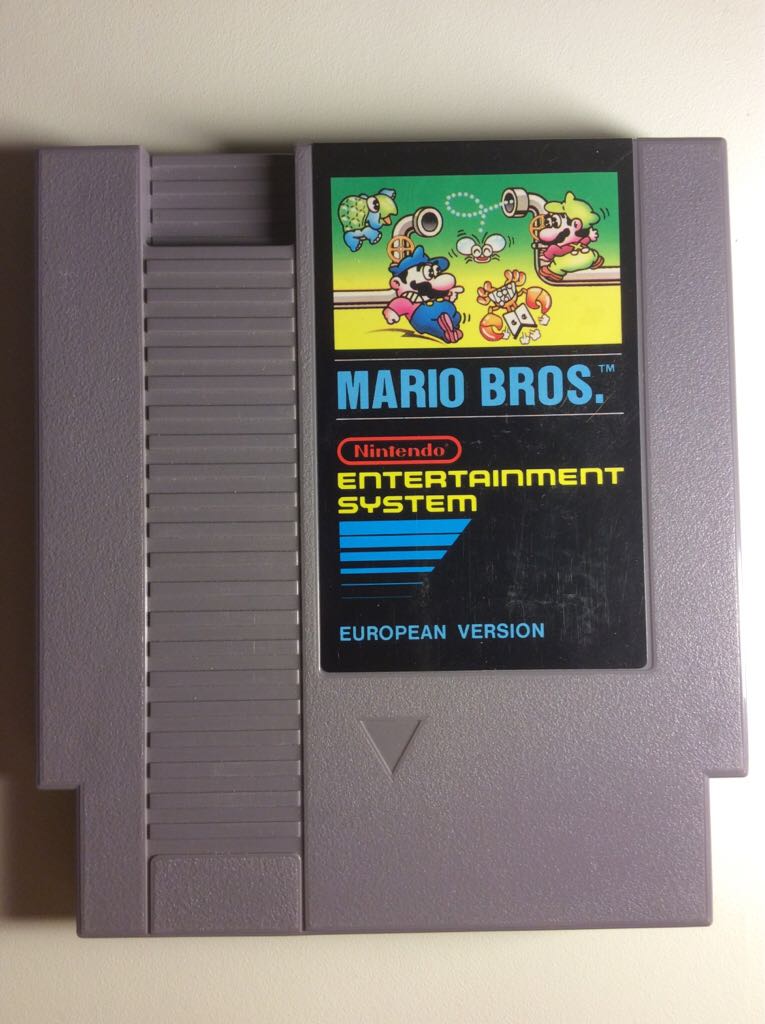 MARIO BROS.™
Nintendo®
ENTERTAINMENT
SYSTEM
EUROPEAN VERSION